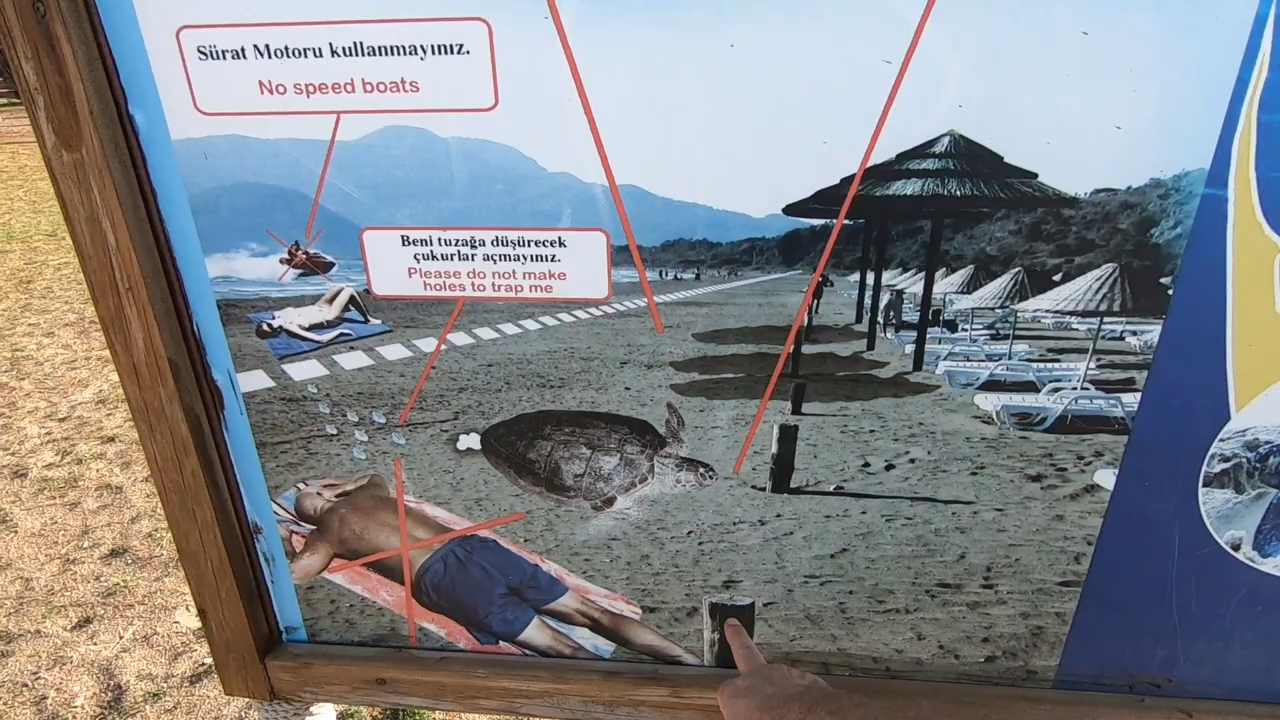 Sürat Motoru kullanmayınız.
No speed boats
Beni tuzağa düşürecek
çukurlar açmayınız.
Please do not make
holes to trap me